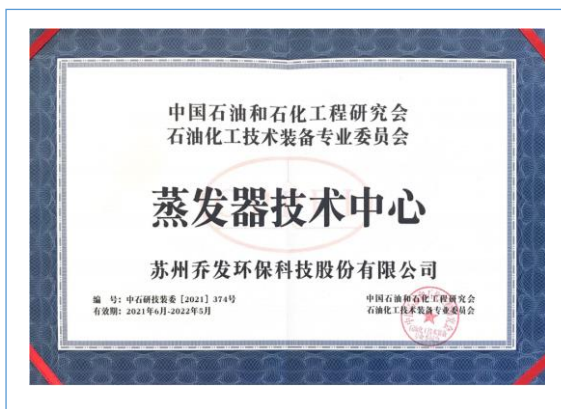 中国石油和石化工程研究会
石油化工技术装备专业委员会
蒸发器技术中心
苏州乔发环保科技股份有限公司
编 号：中石研技装委［2021］374号
有效期：2021年6月-2022年5月
中国石油和石化工程研究会
石油化工技术装备专业委员会